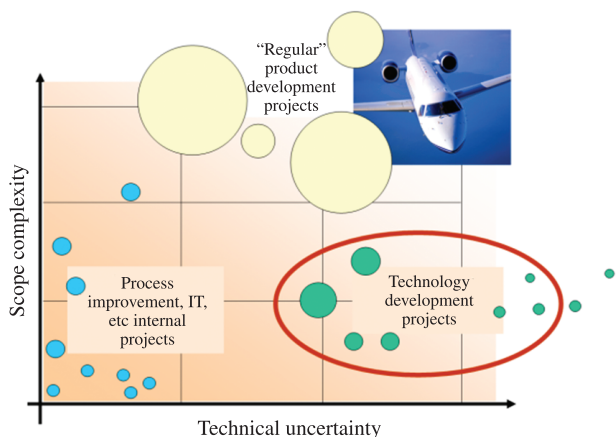 “Regular”
product
development
projects
Scope complexity
Process
improvement, IT,
etc internal
projects
Technology
development
projects
Technical uncertainty